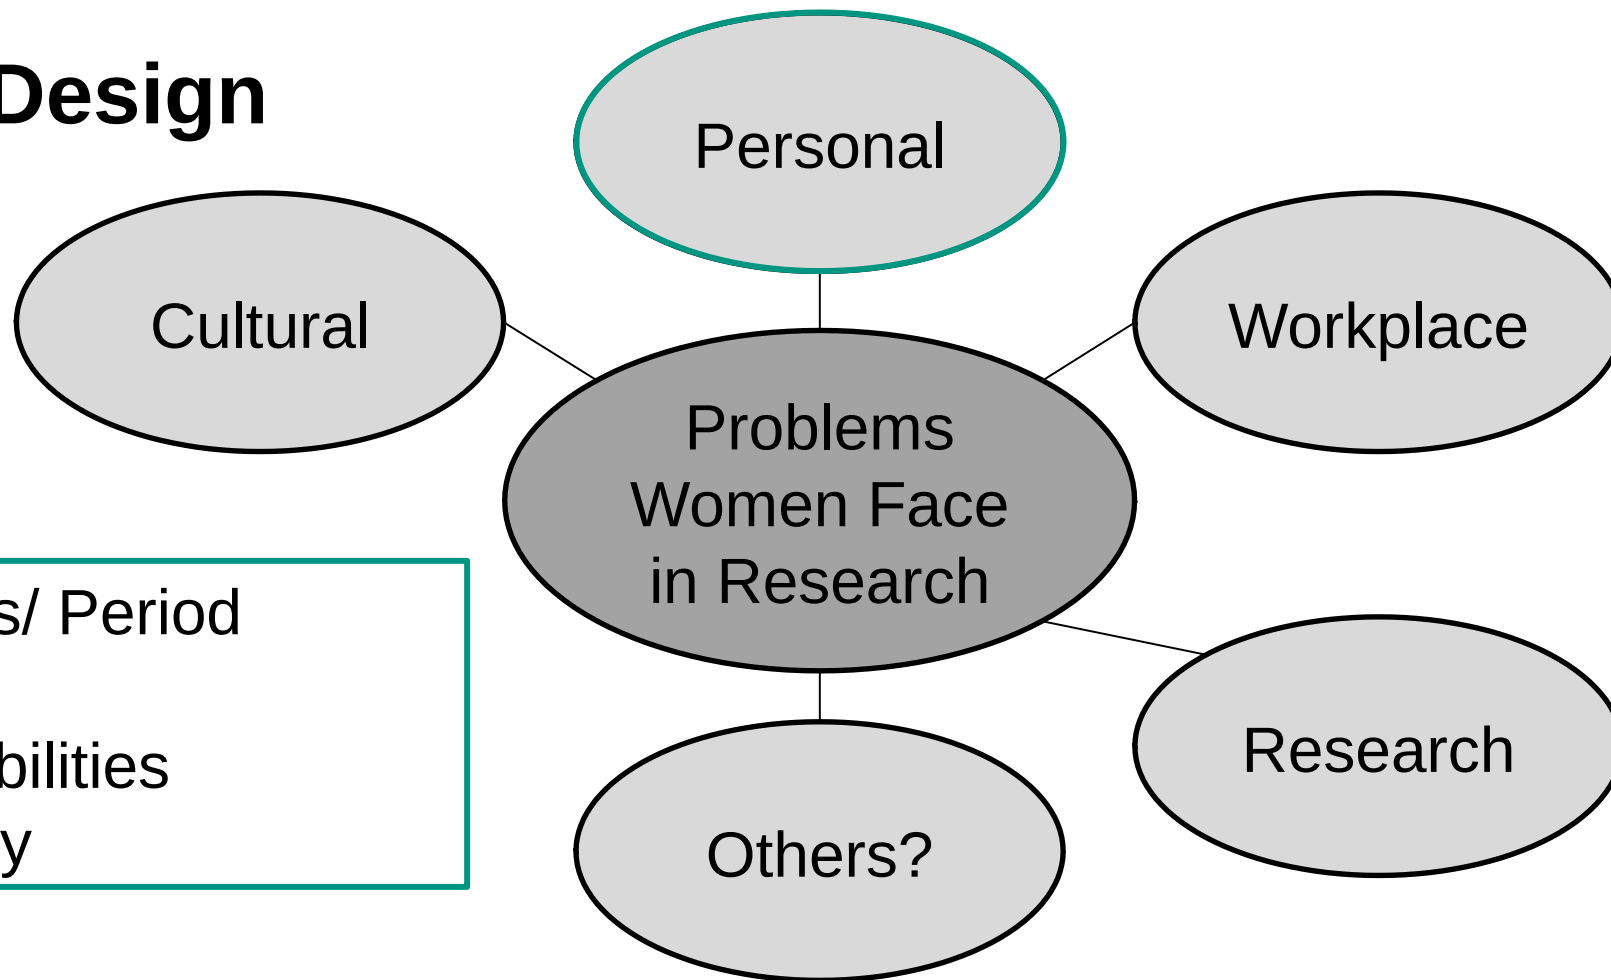 Design
Personal
Cultural
Workplace
Problems
Women Face
in Research
s/ Period
bilities
y
Research
Others?